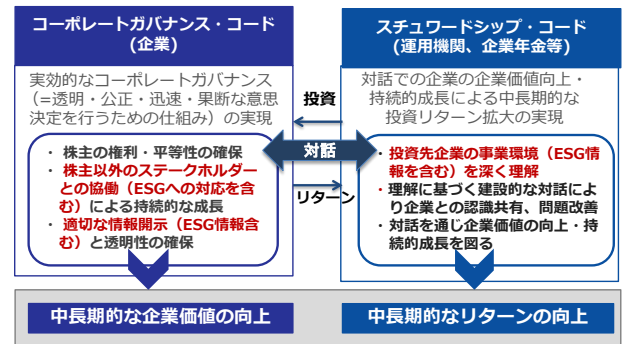 コーポレートガバナンス・コード
(企業)
実効的なコーポレートガバナンス
(=透明・公正・迅速・果断な意思
決定を行うための仕組み）の実現
・ 株主の権利・平等性の確保
・ 株主以外のステークホルダー
との協働（ESGへの対応を含
む）による持続的な成長
・ 適切な情報開示（ESG情報含
む）と透明性の確保
中長期的な企業価値の向上
投資
対話
リターン
スチュワードシップ・コード
(運用機関、企業年金等)
対話での企業の企業価値向上・
持続的成長による中長期的な
投資リターン拡大の実現
・投資先企業の事業環境（ESG情
報を含む）を深く理解
・理解に基づく建設的な対話によ
り企業との認識共有、問題改善
・対話を通じ企業価値の向上・持
続的成長を図る
中長期的なリターンの向上